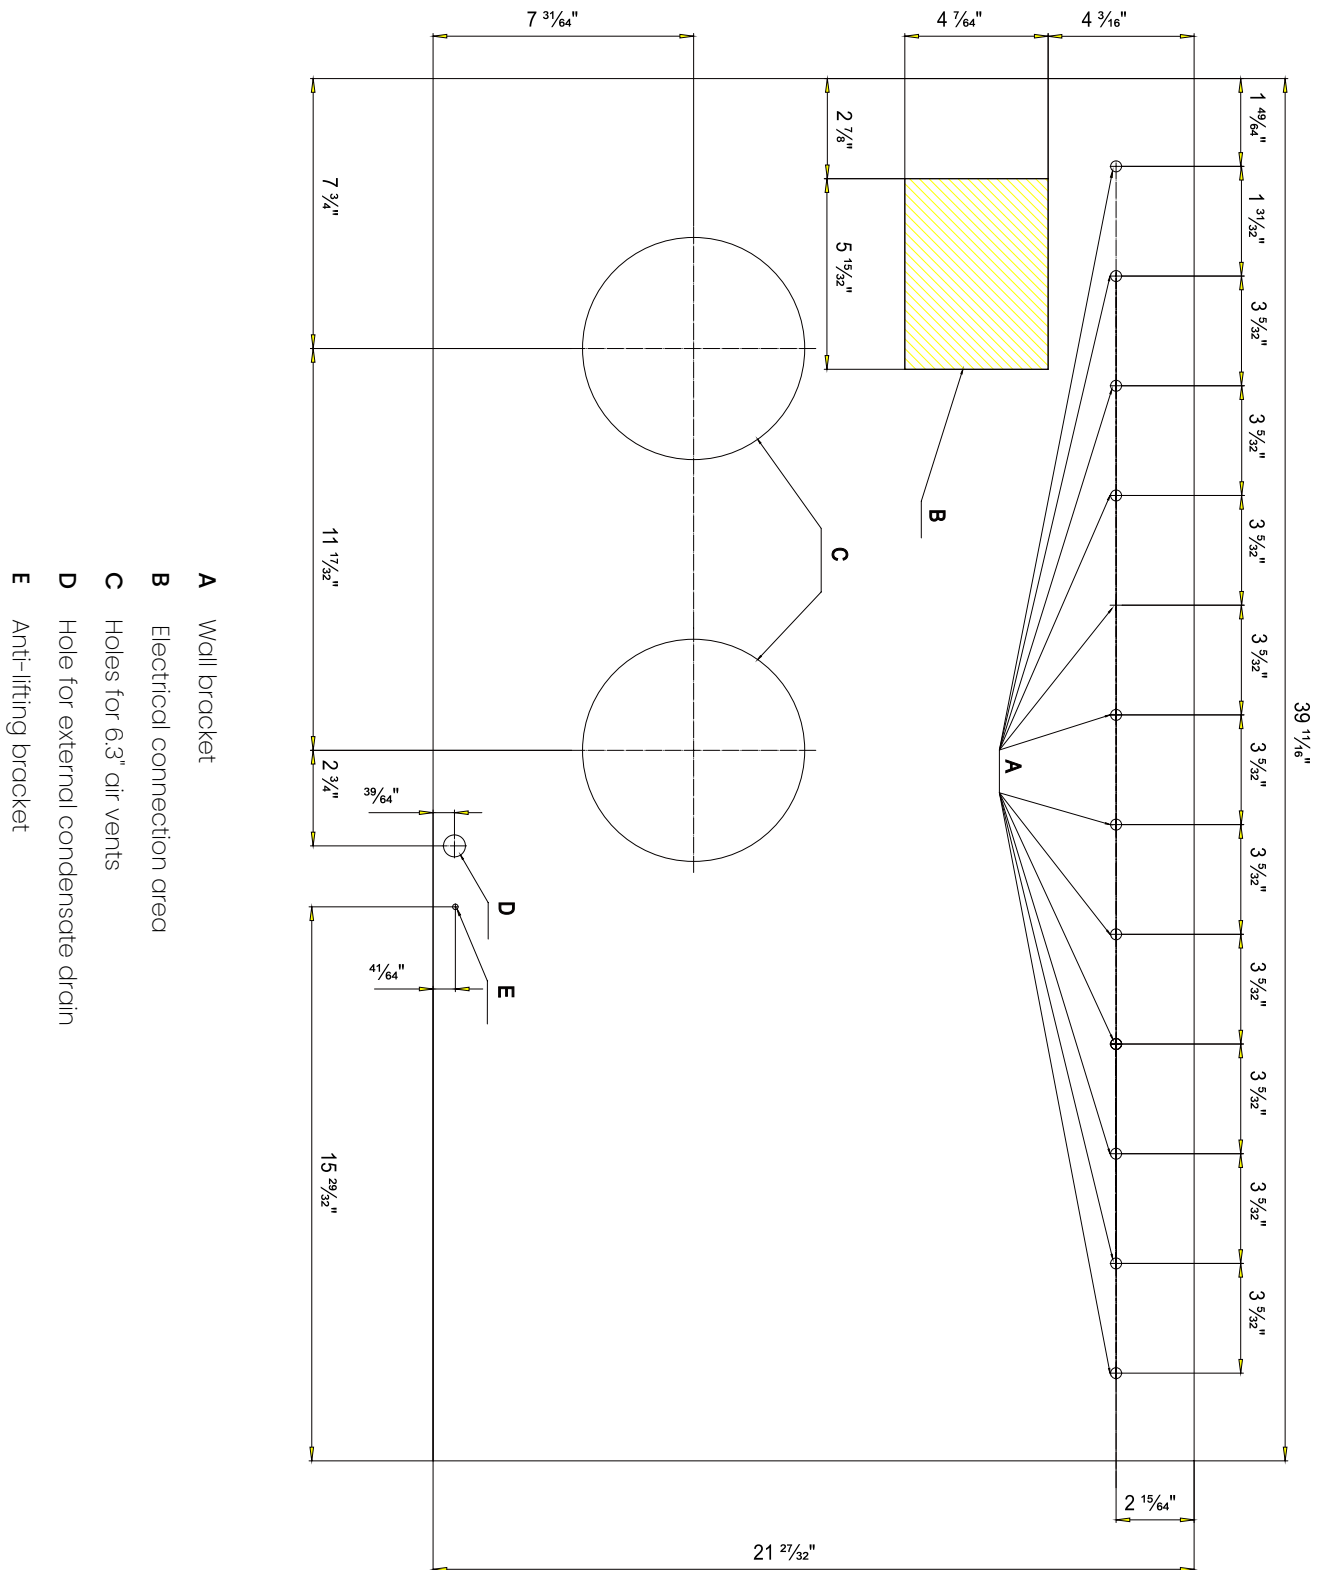 39 11/16"
1 49/64"
1 31/32"
3 5/32"
3 5/32"
3 5/32"
3 5/32"
3 5/32"
3 5/32"
3 5/32"
3 5/32"
3 5/32"
3 5/32"
4 3/16"
4 7/64"
7 31/64"
2 15/64"
21 27/32"
2 7/8"
5 15/32"
A
B
C
D
E
39/64"
41/64"
7 3/4"
11 17/32"
2 3/4"
15 29/32"
A Wall bracket
B Electrical connection area
C Holes for 6.3" air vents
D Hole for external condensate drain
E Anti-lifting bracket